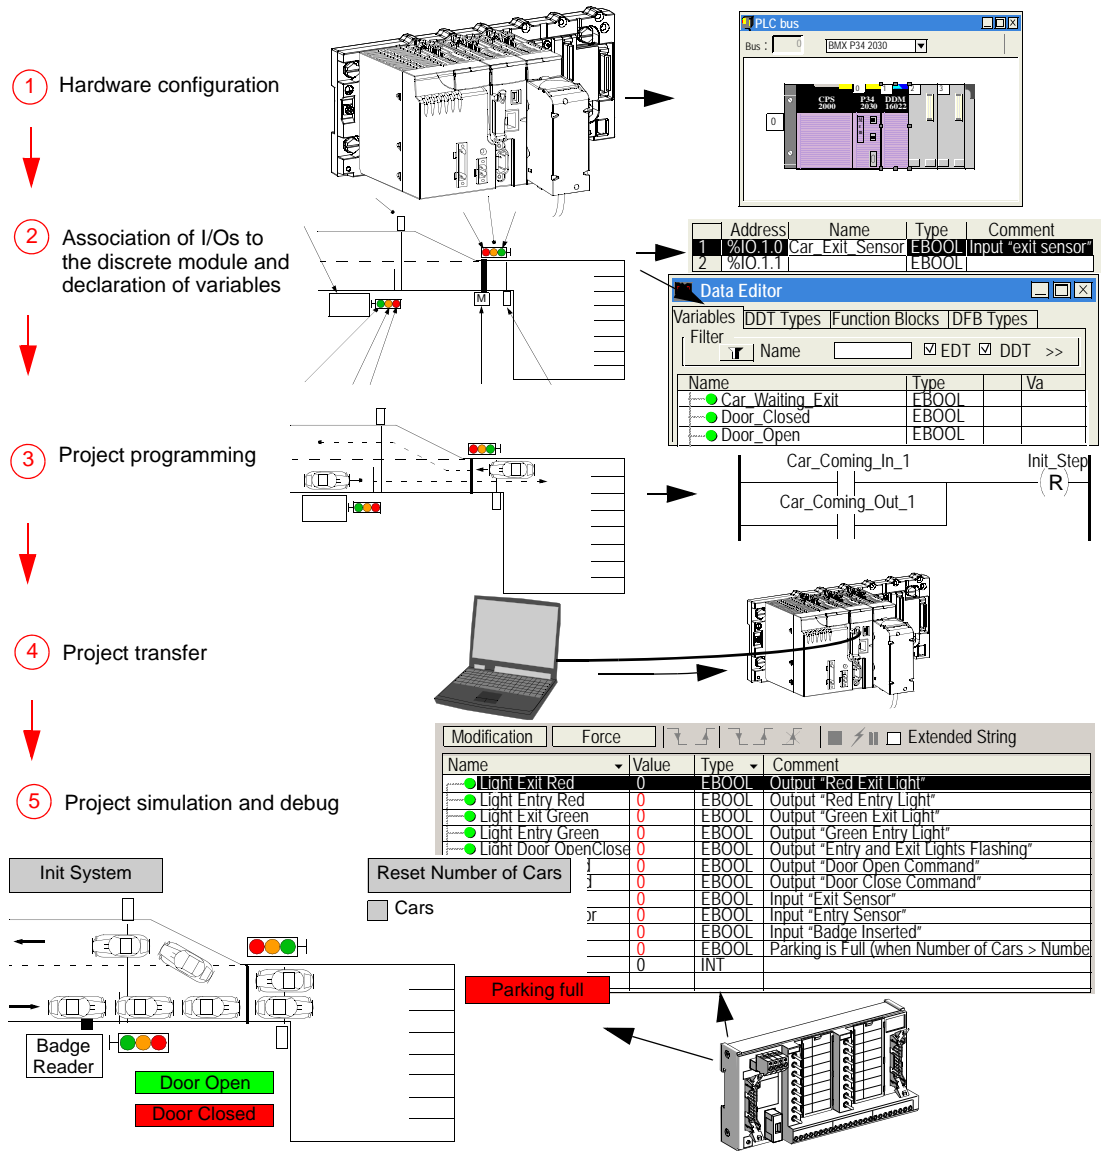 PLC bus
Bus : 0 BMX P34 2030
0 1 2 3
CPS 2000 P34 2030 DDM 16022
0
1 Hardware configuration
2 Association of I/Os to
the discrete module and
declaration of variables
M
Address Name Type Comment
1 %IO.1.0 Car_Exit_Sensor EBOOL Input “exit sensor”
2 %IO.1.1 EBOOL
Data Editor
Variables DDT Types Function Blocks DFB Types
Filter
Name EDT DDT >>
Name Type Va
Car_Waiting_Exit EBOOL
Door_Closed EBOOL
Door_Open EBOOL
3 Project programming
Car_Coming_In_1 Init_Step
R
Car_Coming_Out_1
4 Project transfer
Modification Force Extended String
Name Value Type Comment
Light Exit Red 0 EBOOL Output “Red Exit Light”
Light Entry Red 0 EBOOL Output “Red Entry Light”
Light Exit Green 0 EBOOL Output “Green Exit Light”
Light Entry Green 0 EBOOL Output “Green Entry Light”
Light Door OpenClose 0 EBOOL Output “Entry and Exit Lights Flashing”
d 0 EBOOL Output “Door Open Command”
d 0 EBOOL Output “Door Close Command”
0 EBOOL Input “Exit Sensor”
or 0 EBOOL Input “Entry Sensor”
0 EBOOL Input “Badge Inserted”
0 EBOOL Parking is Full (when Number of Cars > Numbe
0 INT
5 Project simulation and debug
Init System
Reset Number of Cars
Cars
Parking full
Badge
Reader
Door Open
Door Closed